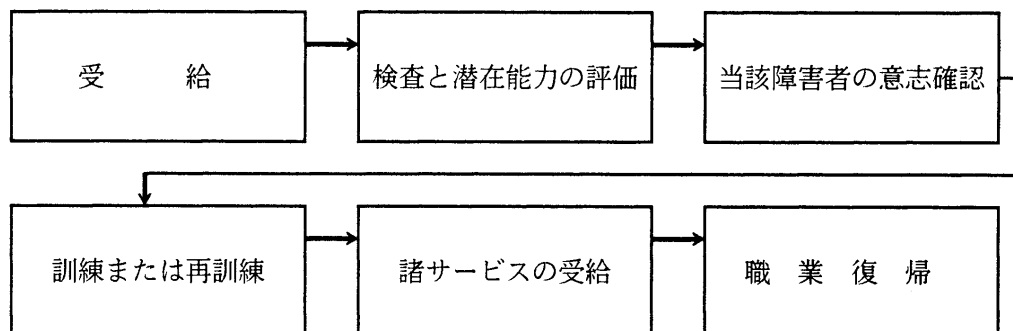 受給
検査と潜在能力の評価
当該障害者の意志確認
訓練または再訓練
諸サービスの受給
職業復帰